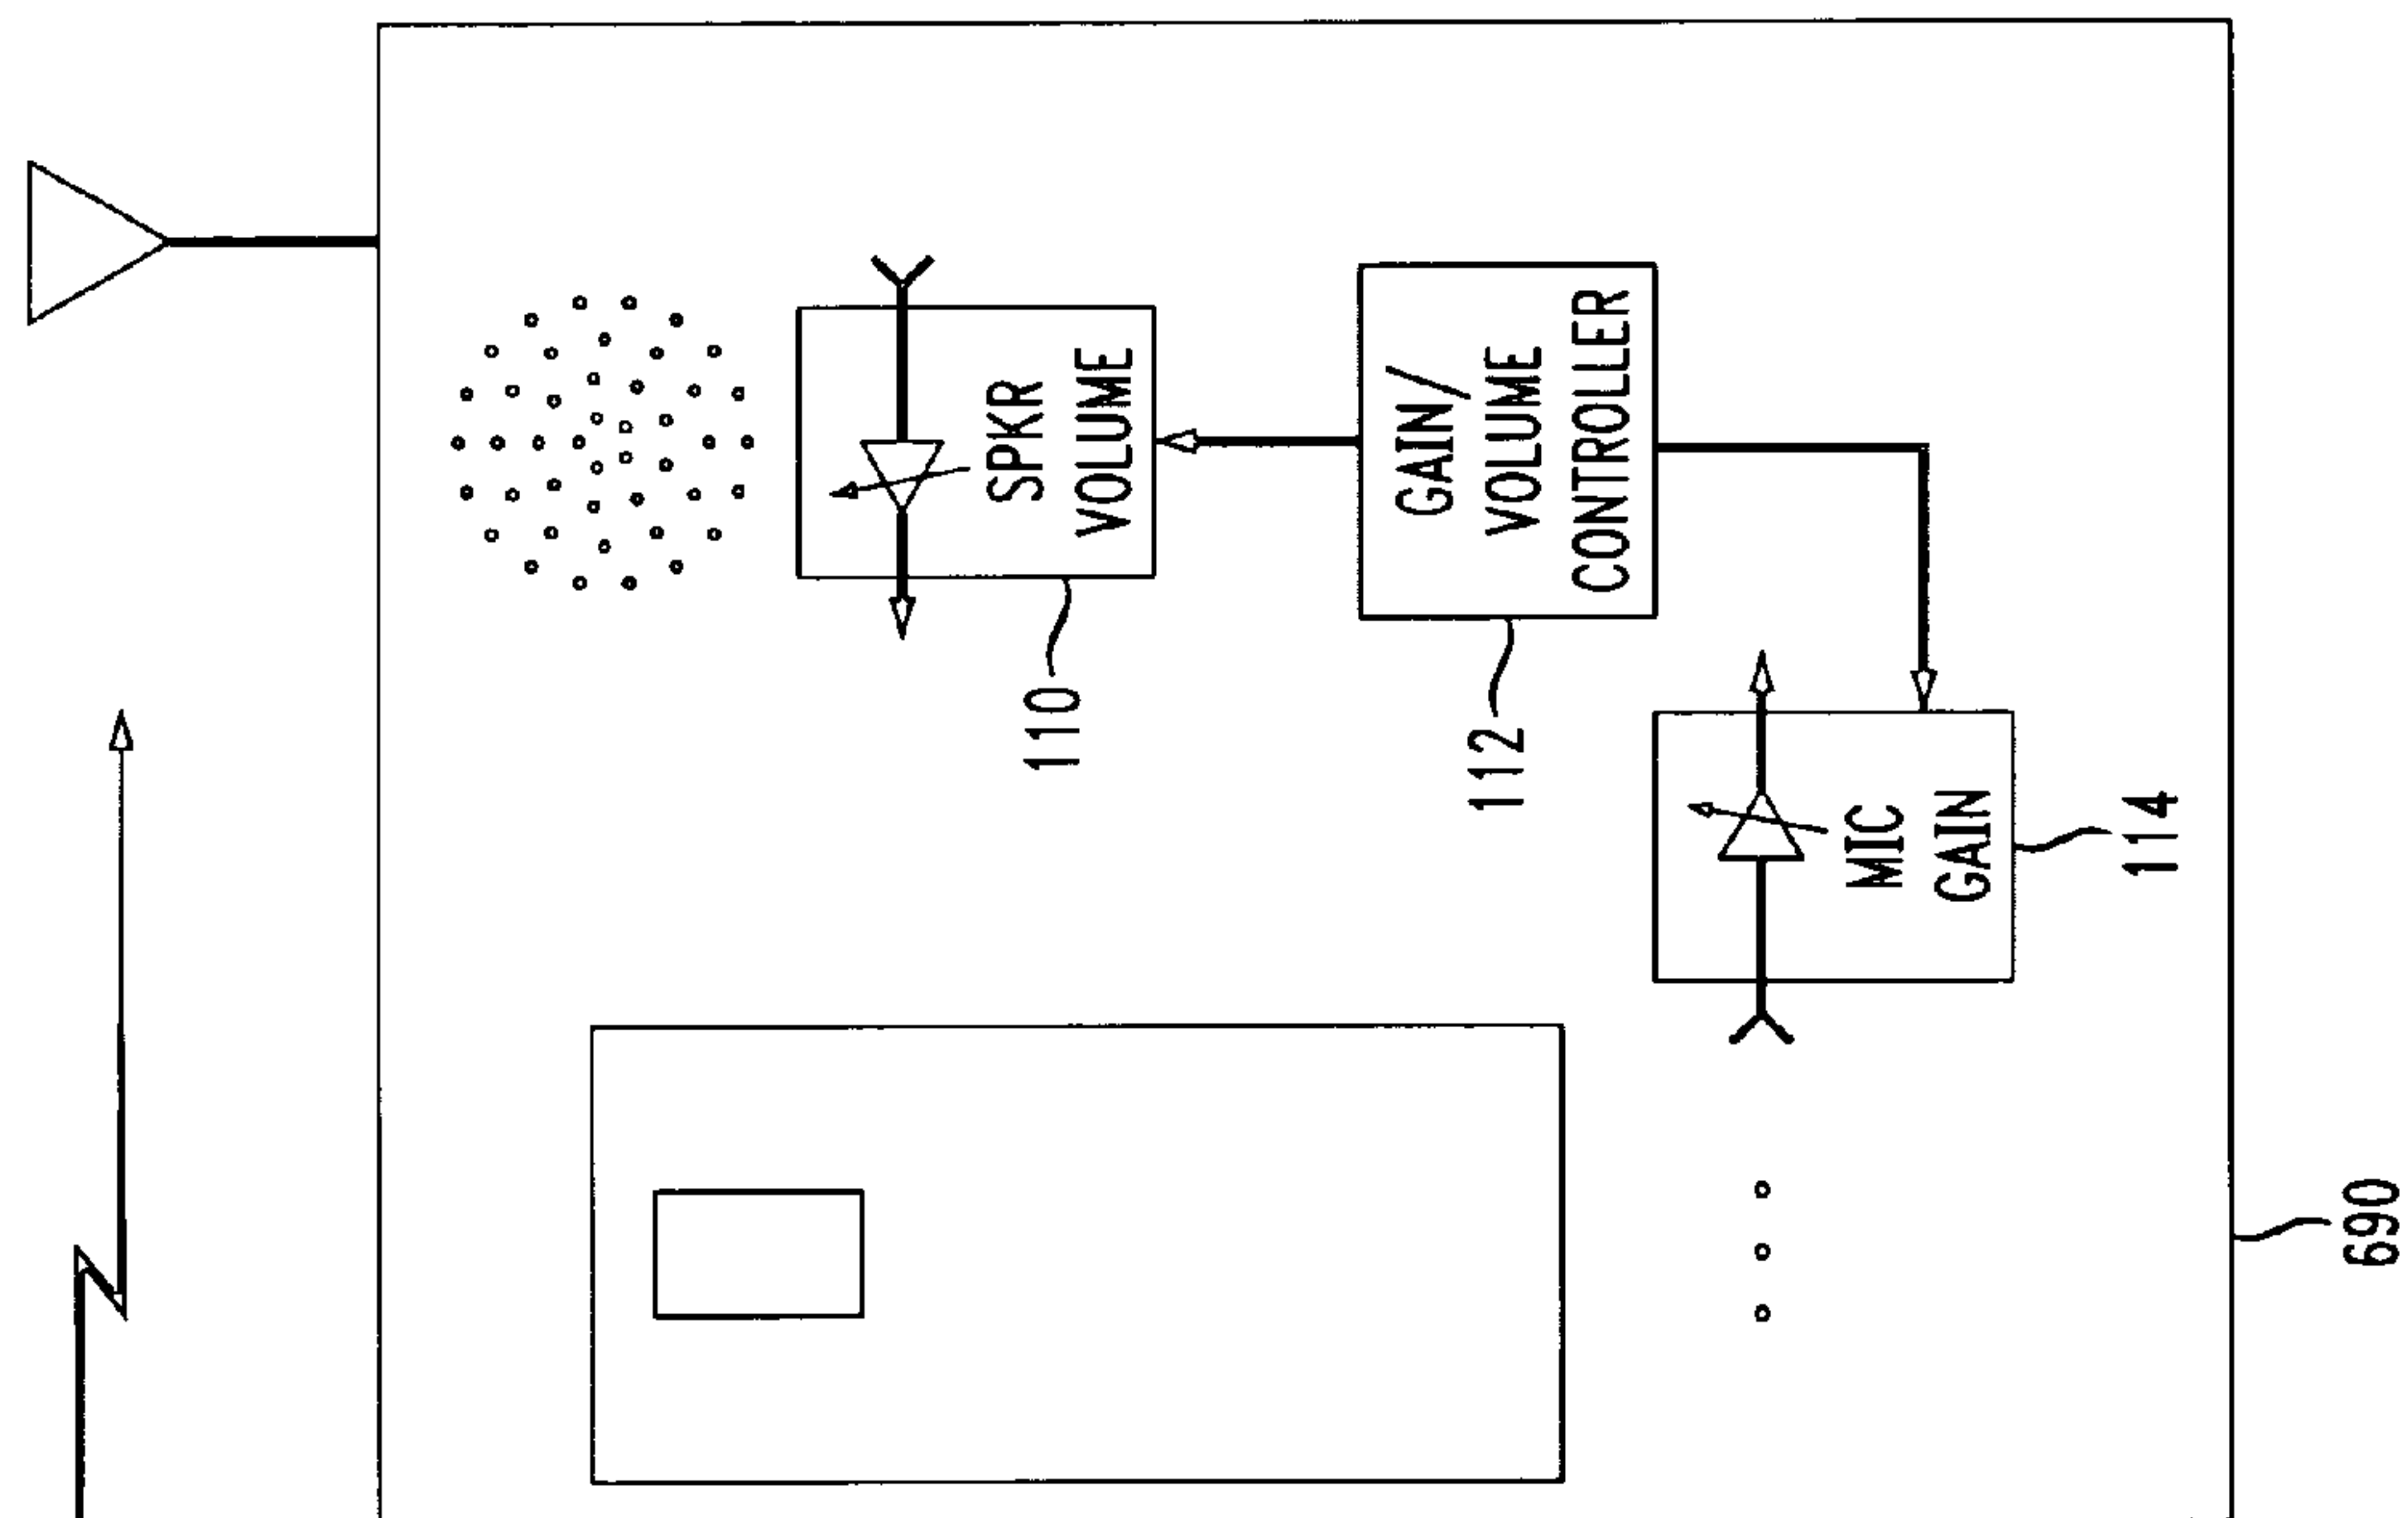 SPKR
VOLUME
110
GAIN/
VOLUME
CONTROLLER
112
MIC
GAIN
114
690